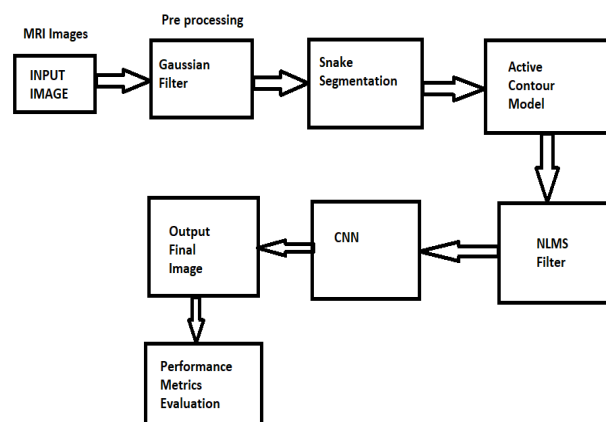 MRI Images
Pre processing
INPUT
IMAGE
Gaussian
Filter
Snake
Segmentation
Active
Contour
Model
NLMS
Filter
CNN
Output
Final
Image
Performance
Metrics
Evaluation